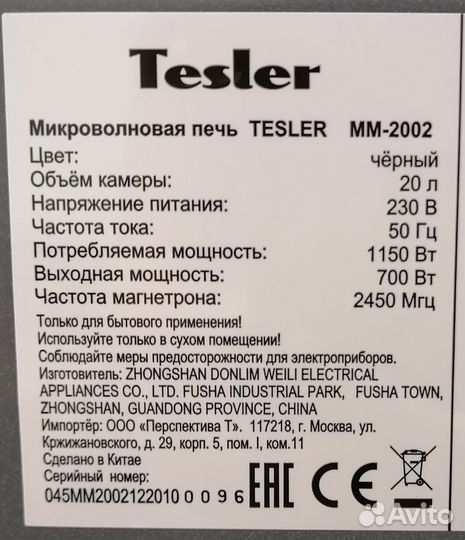 Tesler
Микроволновая печь TESLER MM-2002
Цвет: чёрный
Объём камеры: 20 л
Напряжение питания: 230 В
Частота тока: 50 Гц
Потребляемая мощность: 1150 Вт
Выходная мощность: 700 Вт
Частота магнетрона: 2450 Мгц
Только для бытового применения!
Используйте только в сухом помещении!
Соблюдайте меры предосторожности для электроприборов.
Изготовитель: ZHONGSHAN DONLIM WEILI ELECTRICAL
APPLIANCES CO., LTD. FUSHA INDUSTRIAL PARK, FUSHA TOWN,
ZHONGSHAN, GUANDONG PROVINCE, CHINA
Импортёр: ООО «Перспектива Т». 117218, г. Москва, ул.
Кржижановского, д. 29, корп. 5, пом. I, ком.11
Сделано в Китае
Серийный номер:
045MM2002122010 0 0 9 6
EAC CE
Avito